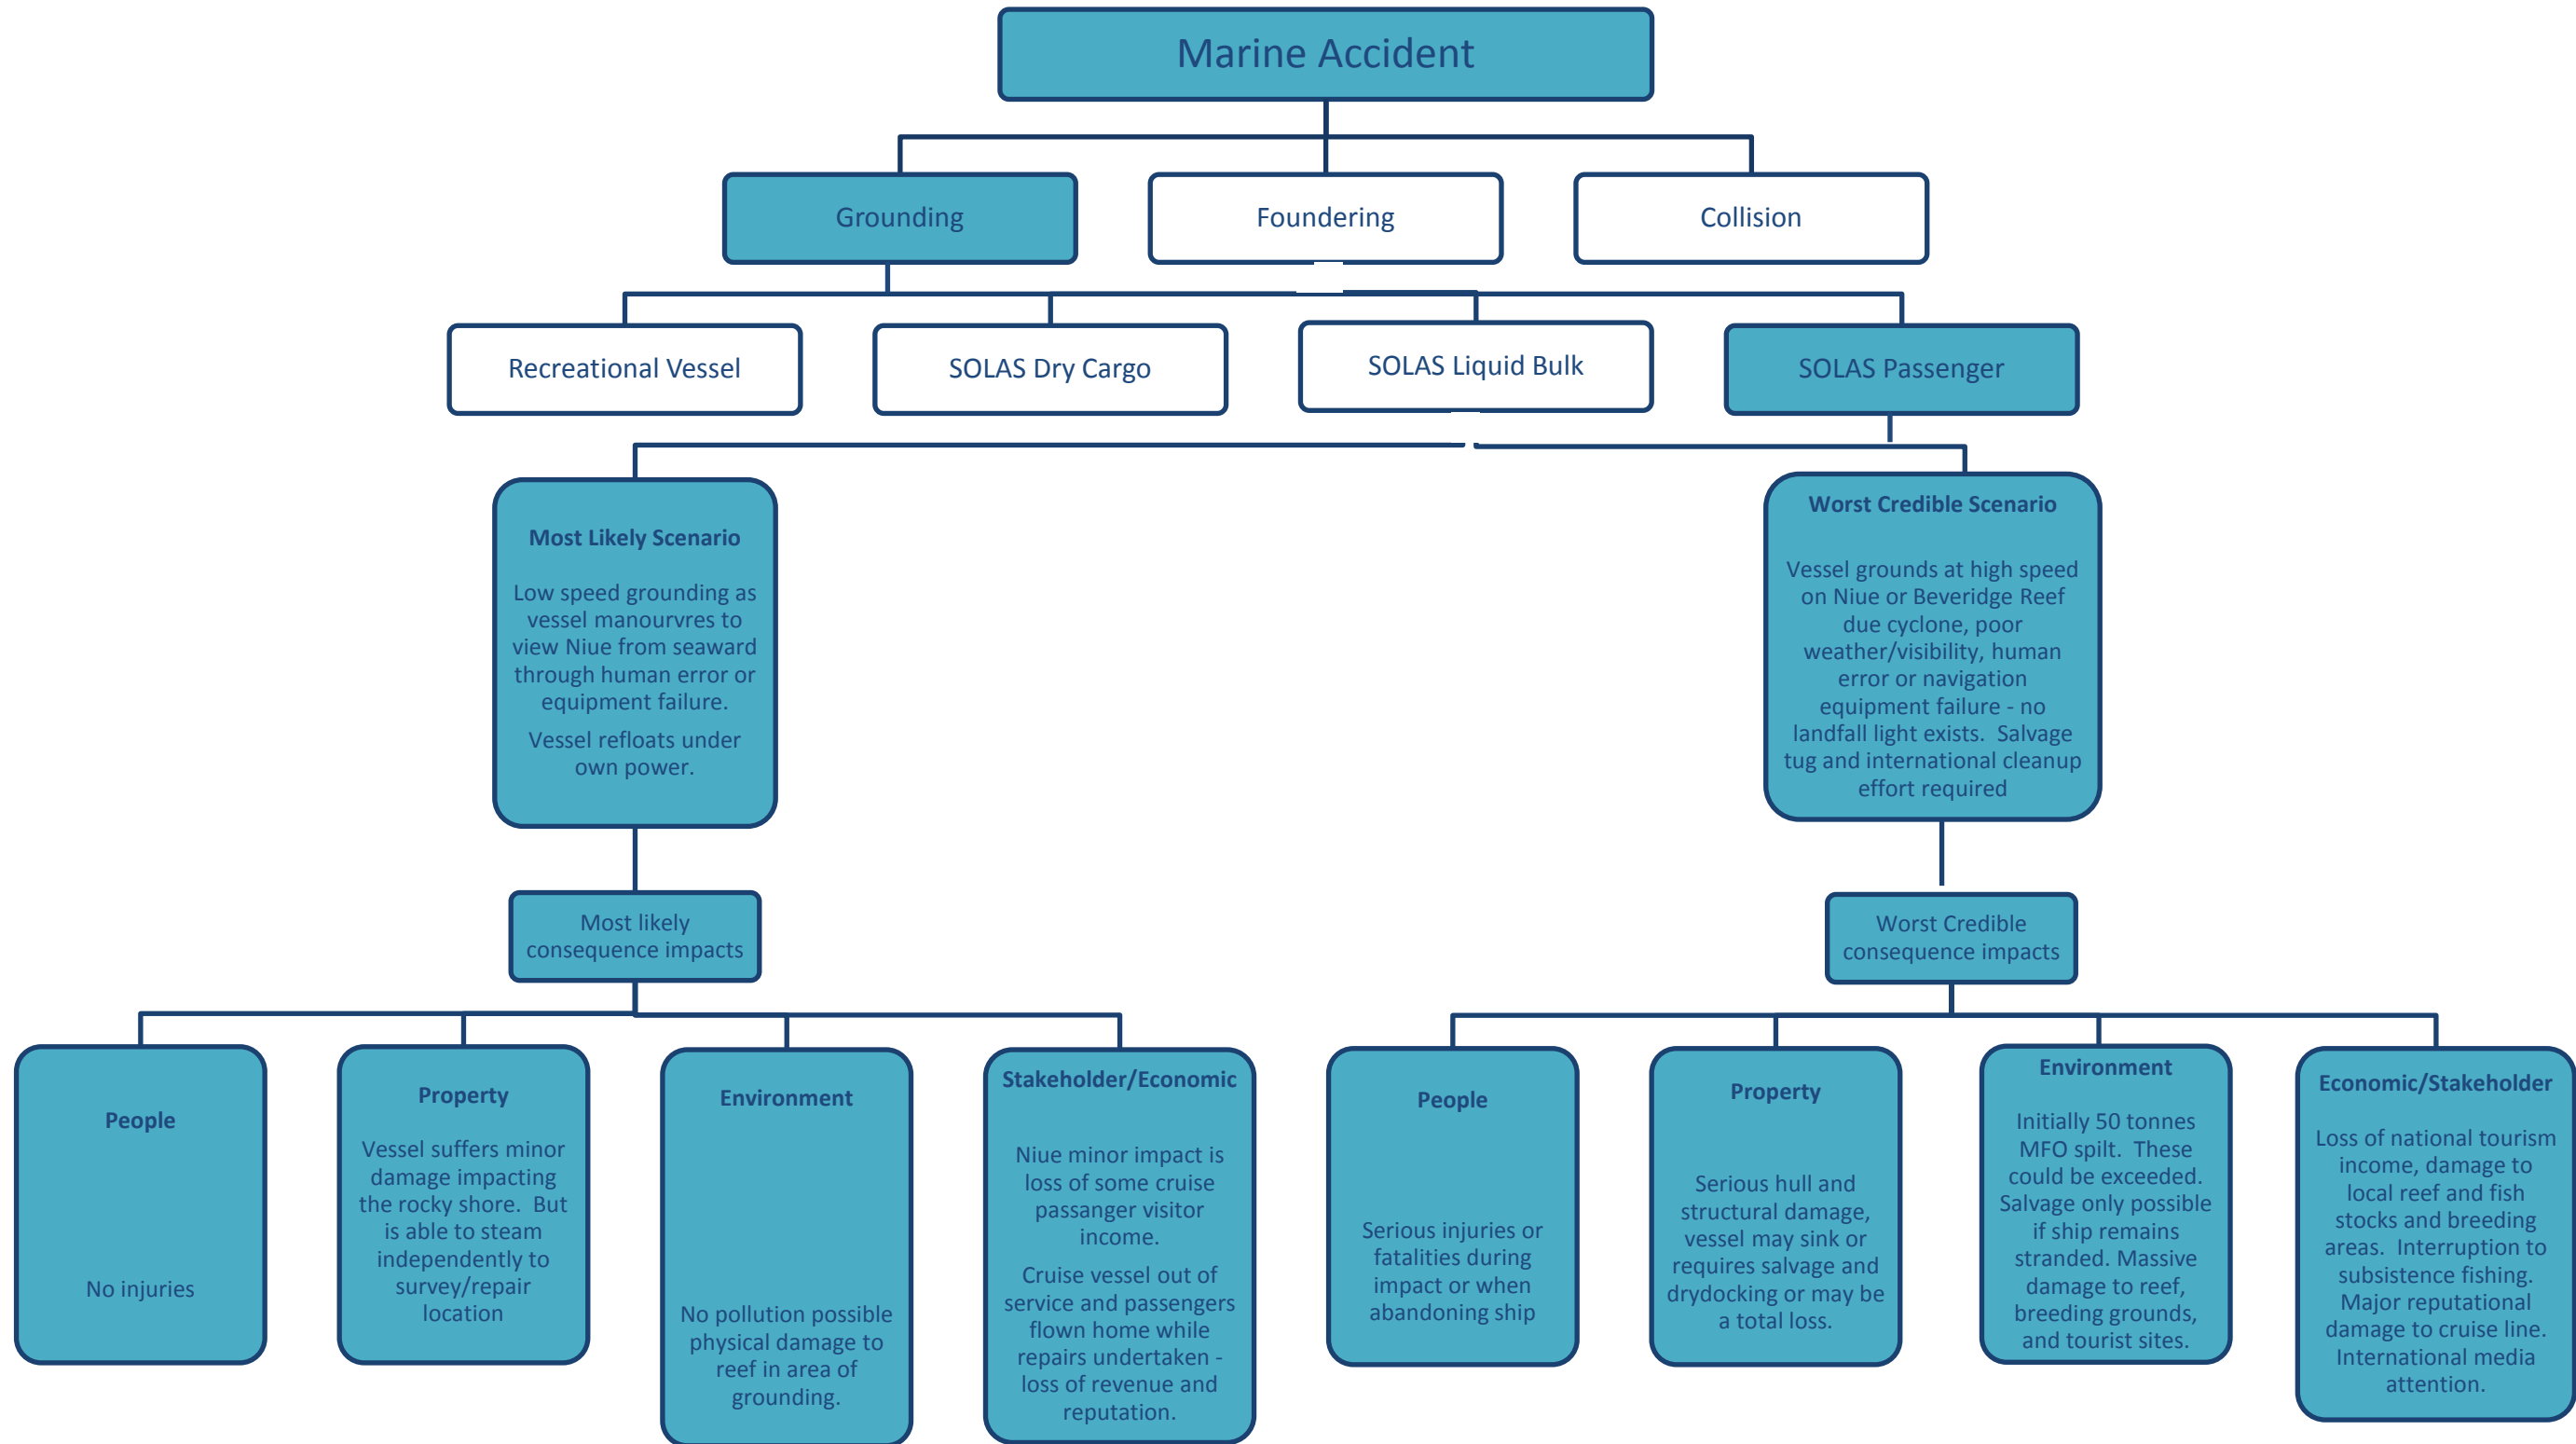 Marine Accident
Grounding
Foundering
Collision
Recreational Vessel
SOLAS Dry Cargo
SOLAS Liquid Bulk
SOLAS Passenger
Most Likely Scenario
Low speed grounding as
vessel manourvres to
view Niue from seaward
through human error or
equipment failure.
Vessel refloats under
own power.
Worst Credible Scenario
Vessel grounds at high speed
on Niue or Beveridge Reef
due cyclone, poor
weather/visibility, human
error or navigation
equipment failure - no
landfall light exists. Salvage
tug and international cleanup
effort required
Most likely
consequence impacts
Worst Credible
consequence impacts
People
No injuries
Property
Vessel suffers minor
damage impacting
the rocky shore. But
is able to steam
independently to
survey/repair
location
Environment
No pollution possible
physical damage to
reef in area of
grounding.
Stakeholder/Economic
Niue minor impact is
loss of some cruise
passanger visitor
income.
Cruise vessel out of
service and passengers
flown home while
repairs undertaken -
loss of revenue and
reputation.
People
Serious injuries or
fatalities during
impact or when
abandoning ship
Property
Serious hull and
structural damage,
vessel may sink or
requires salvage and
drydocking or may be
a total loss.
Environment
Initially 50 tonnes
MFO spilt. These
could be exceeded.
Salvage only possible
if ship remains
stranded. Massive
damage to reef,
breeding grounds,
and tourist sites.
Economic/Stakeholder
Loss of national tourism
income, damage to
local reef and fish
stocks and breeding
areas. Interruption to
subsistence fishing.
Major reputational
damage to cruise line.
International media
attention.